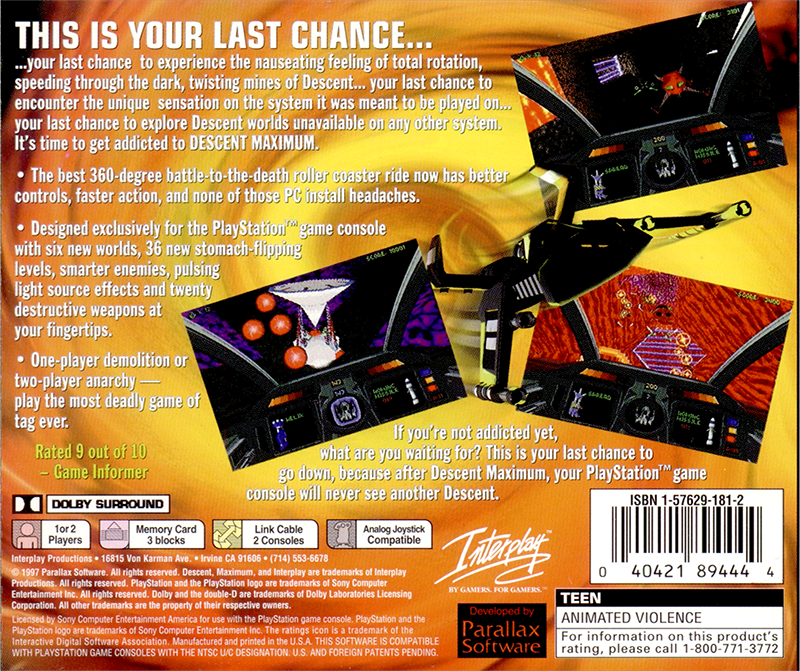 THIS IS YOUR LAST CHANCE...
...your last chance to experience the nauseating feeling of total rotation,
speeding through the dark, twisting mines of Descent... your last chance to
encounter the unique sensation on the system it was meant to be played on...
your last chance to explore Descent worlds unavailable on any other system.
It's time to get addicted to DESCENT MAXIMUM.
• The best 360-degree battle-to-the-death roller coaster ride now has better
controls, faster action, and none of those PC install headaches.
• Designed exclusively for the PlayStation™ game console
with six new worlds, 36 new stomach-flipping
levels, smarter enemies, pulsing
light source effects and twenty
destructive weapons at
your fingertips.
• One-player demolition or
two-player anarchy —
play the most deadly game of
tag ever.
Rated 9 out of 10
– Game Informer
If you're not addicted yet,
what are you waiting for? This is your last chance to
go down, because after Descent Maximum, your PlayStation™ game
console will never see another Descent.
DOLBY SURROUND
1or 2
Players
Memory Card
3 blocks
Link Cable
2 Consoles
Analog Joystick
Compatible
Interplay Productions • 16815 Von Karman Ave. • Irvine CA 91606 • (714) 553-6678
© 1997 Parallax Software. All rights reserved. Descent, Maximum, and Interplay are trademarks of Interplay
Productions. All rights reserved. PlayStation and the PlayStation logo are trademarks of Sony Computer
Entertainment Inc. All rights reserved. Dolby and the double-D are trademarks of Dolby Laboratories Licensing
Corporation. All other trademarks are the property of their respective owners.
Licensed by Sony Computer Entertainment America for use with the PlayStation game console. PlayStation and the
PlayStation logo are trademarks of Sony Computer Entertainment Inc. The ratings icon is a trademark of the
Interactive Digital Software Association. Manufactured and printed in the U.S.A. THIS SOFTWARE IS COMPATIBLE
WITH PLAYSTATION GAME CONSOLES WITH THE NTSC U/C DESIGNATION. U.S. AND FOREIGN PATENTS PENDING.
Interplay™
BY GAMERS. FOR GAMERS.™
Developed by
Parallax
Software
ISBN 1-57629-181-2
0 40421 89444 4
TEEN
ANIMATED VIOLENCE
For information on this product's
rating, please call 1-800-771-3772